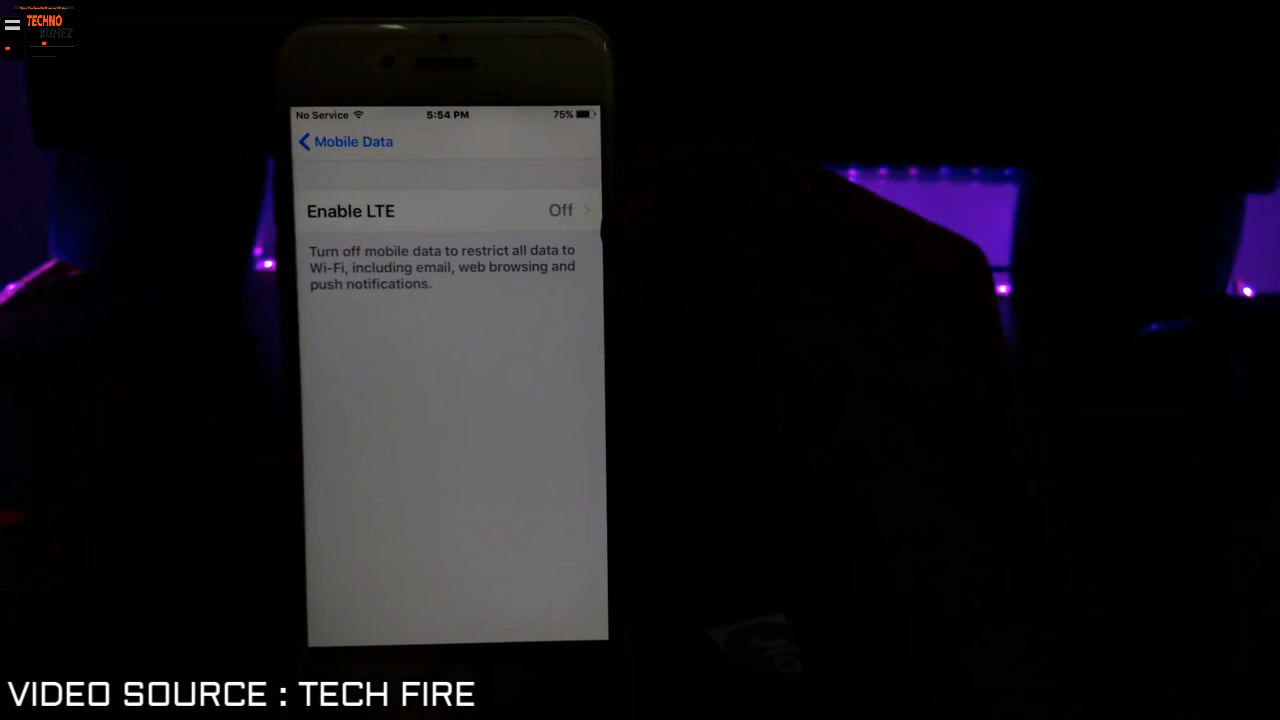 TECHNO
No Service
5:54 PM
75%
Mobile Data
Enable LTE
Off
Turn off mobile data to restrict all data to
Wi-Fi, including email, web browsing and
push notifications.
Jio
VIDEO SOURCE : TECH FIRE